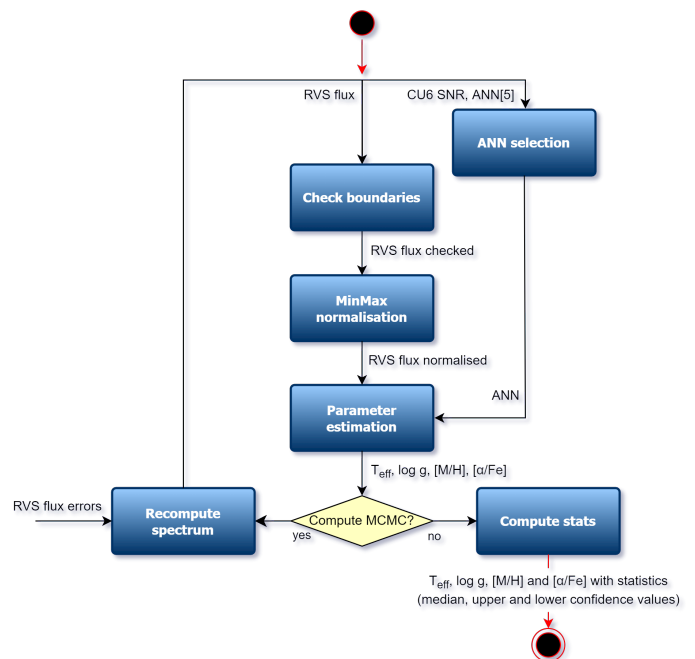 RVS flux
CU6 SNR, ANN[5]
ANN selection
Check boundaries
RVS flux checked
MinMax
normalisation
RVS flux normalised
ANN
Parameter
estimation
Teff, log g, [M/H], [α/Fe]
RVS flux errors
Recompute
spectrum
Compute MCMC?
yes
no
Compute stats
Teff, log g, [M/H] and [α/Fe] with statistics
(median, upper and lower confidence values)